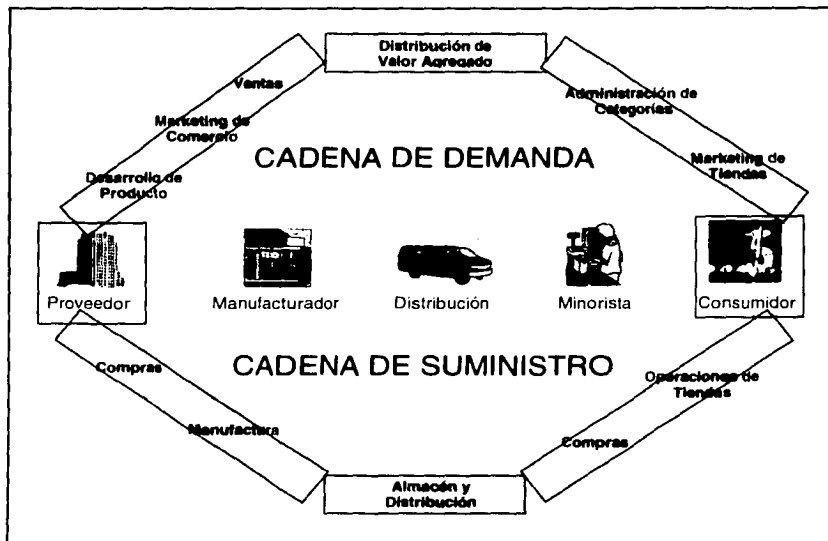 Distribución de
Valor Agregado
Ventas
Marketing de
Comercio
Desarrollo de
Producto
Administración de
Categorías
Marketing de
Tiendas
CADENA DE DEMANDA
Proveedor
Manufacturador
Distribución
Minorista
Consumidor
CADENA DE SUMINISTRO
Compras
Manufactura
Almacén y
Distribución
Compras
Operaciones de
Tiendas